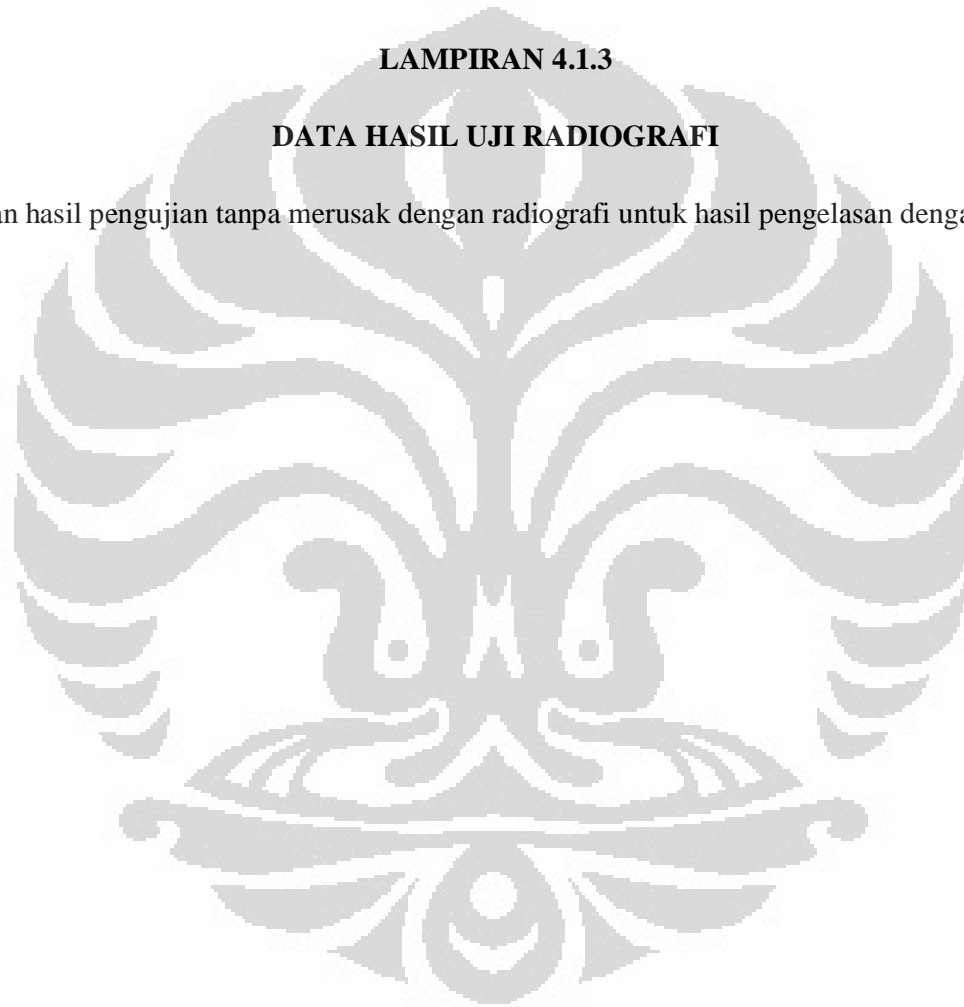 LAMPIRAN 4.1.3
DATA HASIL UJI RADIOGRAFI
an hasil pengujian tanpa merusak dengan radiografi untuk hasil pengelasan denga